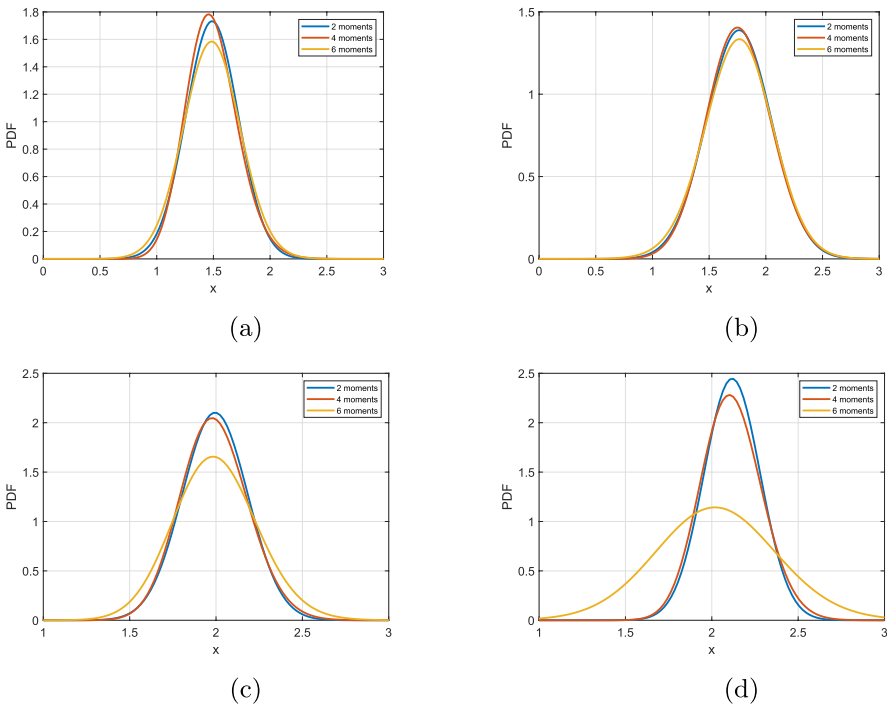 1.8
1.6
1.4
1.2
1
0.8
0.6
0.4
0.2
0
PDF
2 moments
4 moments
6 moments
0 0.5 1 1.5 2 2.5 3
x
(a)
1.5
1
0.5
0
PDF
2 moments
4 moments
6 moments
0 0.5 1 1.5 2 2.5 3
x
(b)
2.5
2
1.5
1
0.5
0
PDF
2 moments
4 moments
6 moments
1 1.5 2 2.5 3
x
(c)
2.5
2
1.5
1
0.5
0
PDF
2 moments
4 moments
6 moments
1 1.5 2 2.5 3
x
(d)